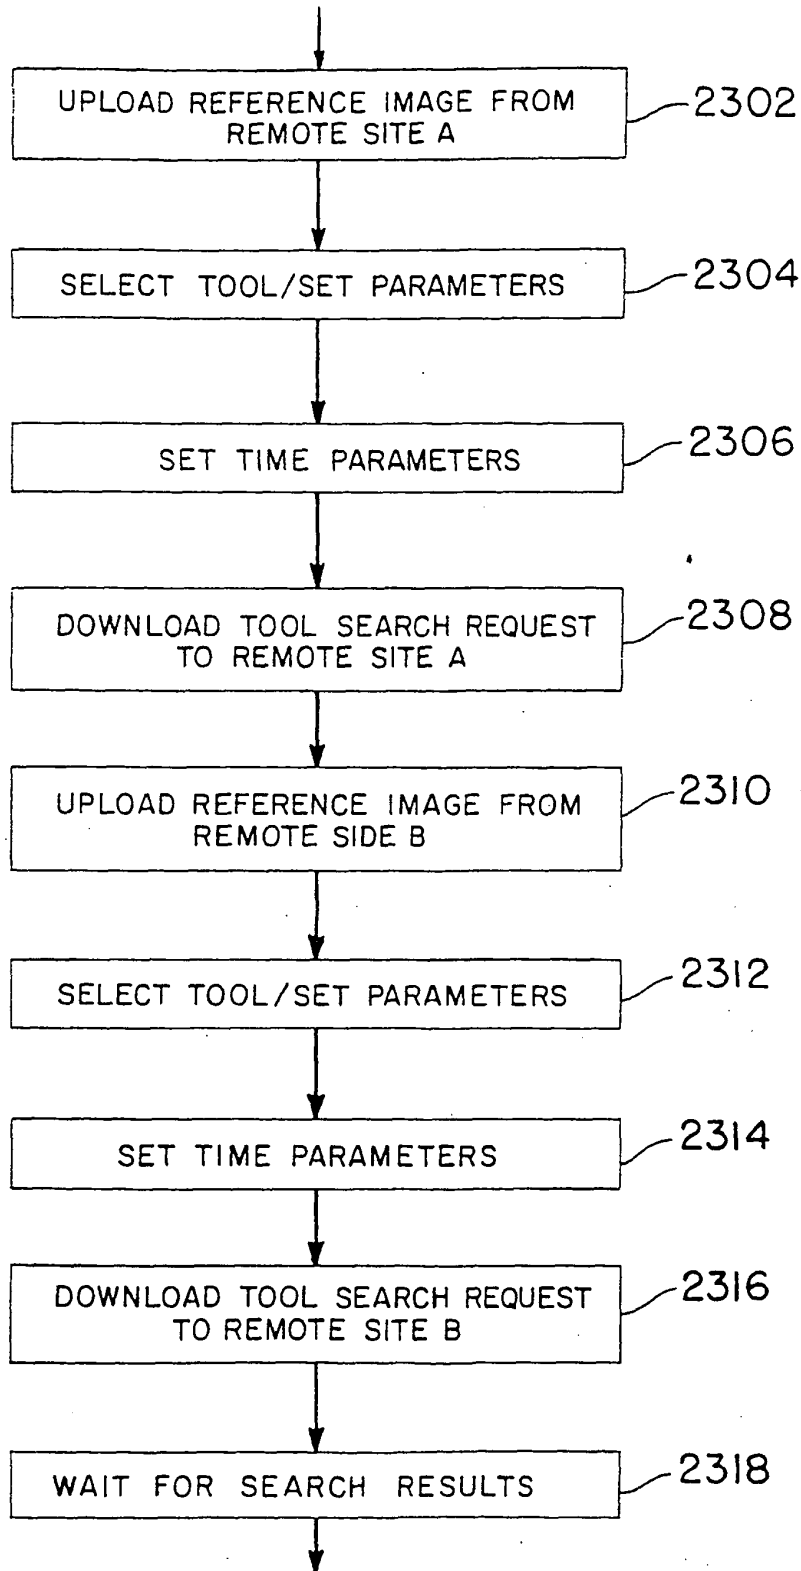 UPLOAD REFERENCE IMAGE FROM
REMOTE SITE A
2302
SELECT TOOL/SET PARAMETERS
2304
SET TIME PARAMETERS
2306
DOWNLOAD TOOL SEARCH REQUEST
TO REMOTE SITE A
2308
UPLOAD REFERENCE IMAGE FROM
REMOTE SIDE B
2310
SELECT TOOL/SET PARAMETERS
2312
SET TIME PARAMETERS
2314
DOWNLOAD TOOL SEARCH REQUEST
TO REMOTE SITE B
2316
WAIT FOR SEARCH RESULTS
2318